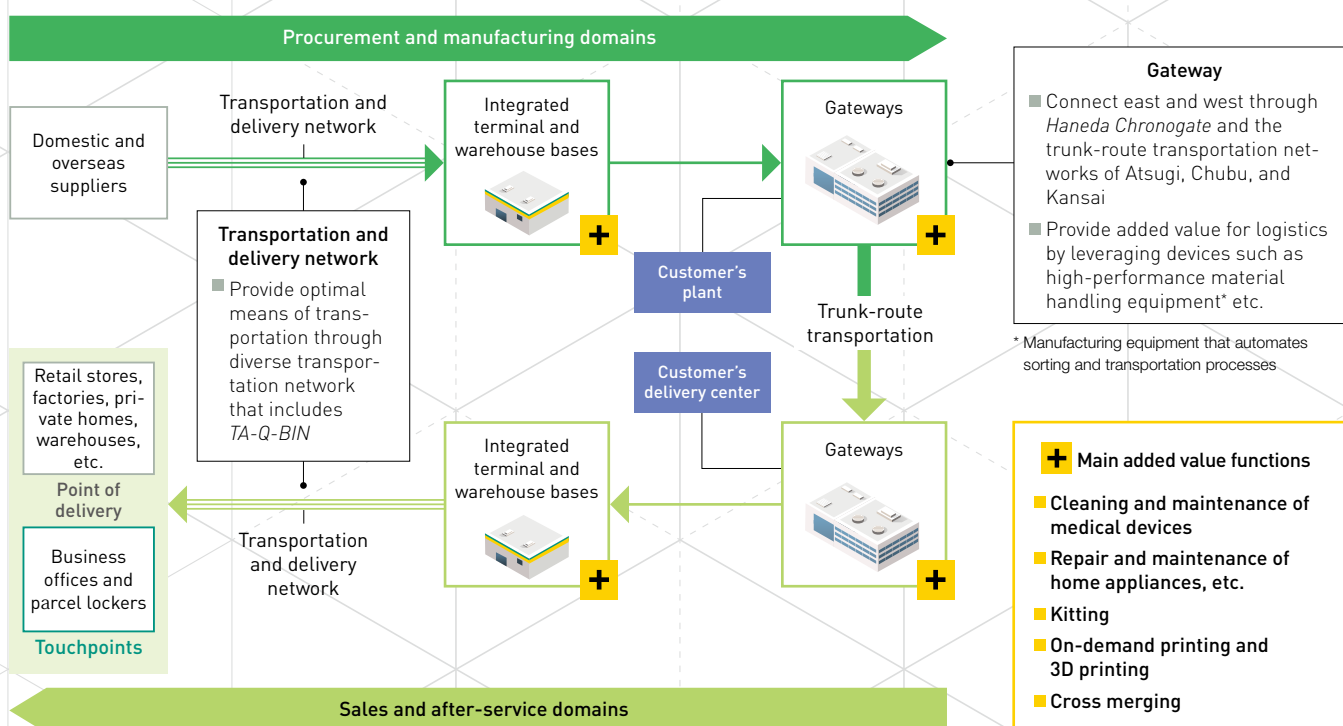 Procurement and manufacturing domains
Domestic and
overseas
suppliers
Transportation and
delivery network
Integrated
terminal and
warehouse bases
+
Gateways
+
Gateway
Connect east and west through
Haneda Chronogate and the
trunk-route transportation net-
works of Atsugi, Chubu, and
Kansai
Provide added value for logistics
by leveraging devices such as
high-performance material
handling equipment* etc.
* Manufacturing equipment that automates
sorting and transportation processes
Transportation and
delivery network
Provide optimal
means of trans-
portation through
diverse transpor-
tation network
that includes
TA-Q-BIN
Customer's
plant
Trunk-route
transportation
Customer's
delivery center
Retail stores,
factories, pri-
vate homes,
warehouses,
etc.
Point of
delivery
Business
offices and
parcel lockers
Touchpoints
Transportation
and delivery
network
Integrated
terminal and
warehouse bases
+
Gateways
+
+ Main added value functions
Cleaning and maintenance of
medical devices
Repair and maintenance of
home appliances, etc.
Kitting
On-demand printing and
3D printing
Cross merging
Sales and after-service domains